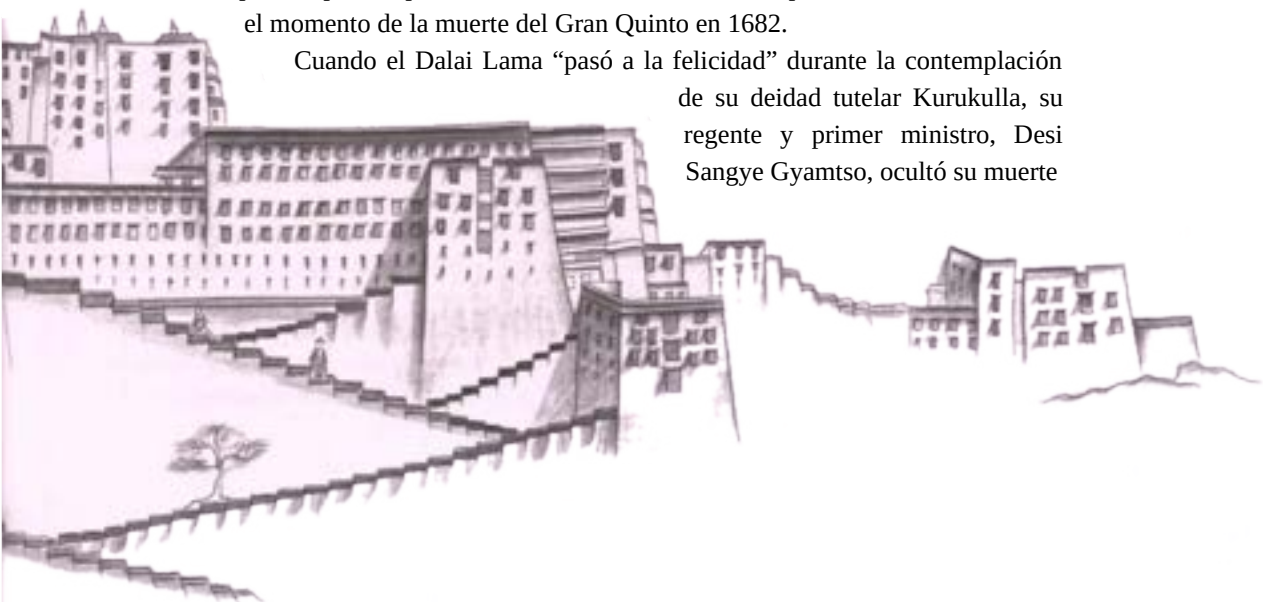 el momento de la muerte del Gran Quinto en 1682.
Cuando el Dalai Lama “pasó a la felicidad” durante la contemplación
de su deidad tutelar Kurukulla, su
regente y primer ministro, Desi
Sangye Gyamtso, ocultó su muerte